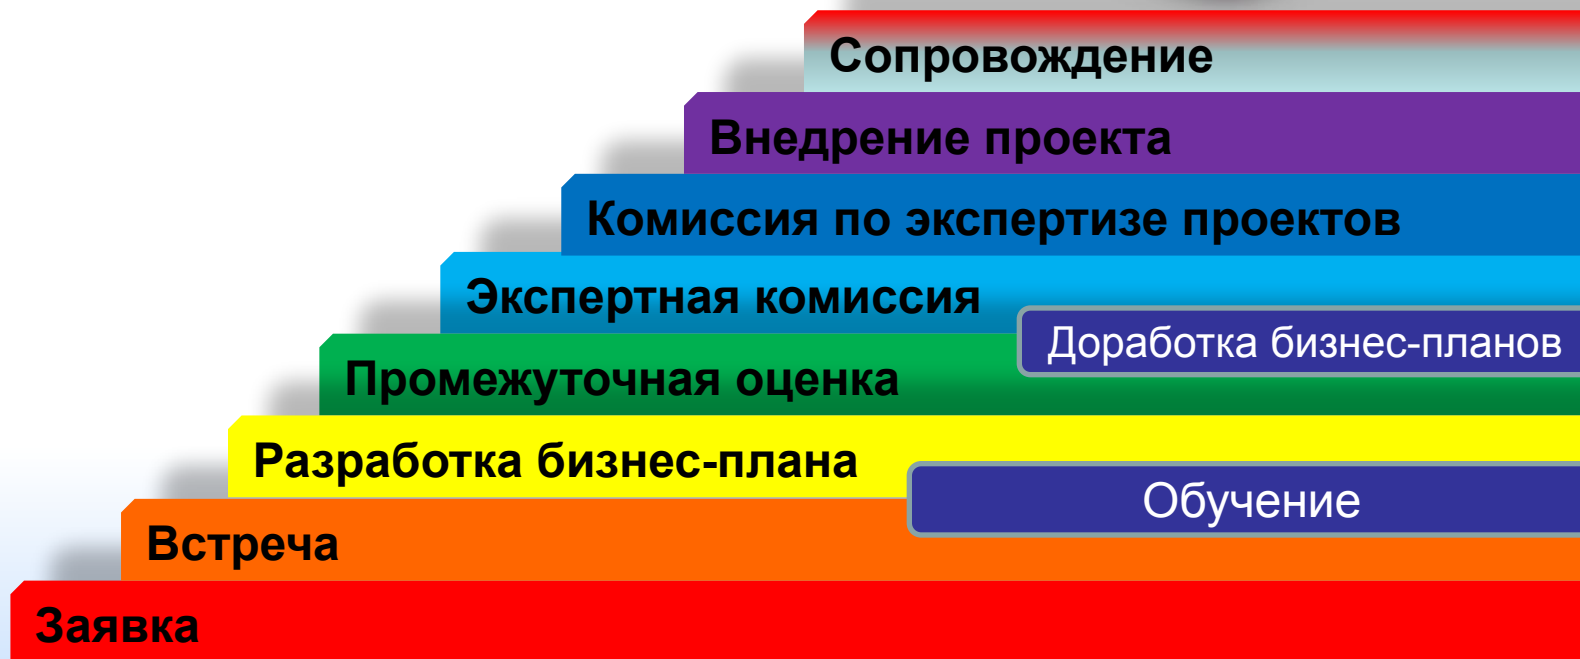 Сопровождение
Внедрение проекта
Комиссия по экспертизе проектов
Экспертная комиссия
Доработка бизнес-планов
Промежуточная оценка
Разработка бизнес-плана
Обучение
Встреча
Заявка